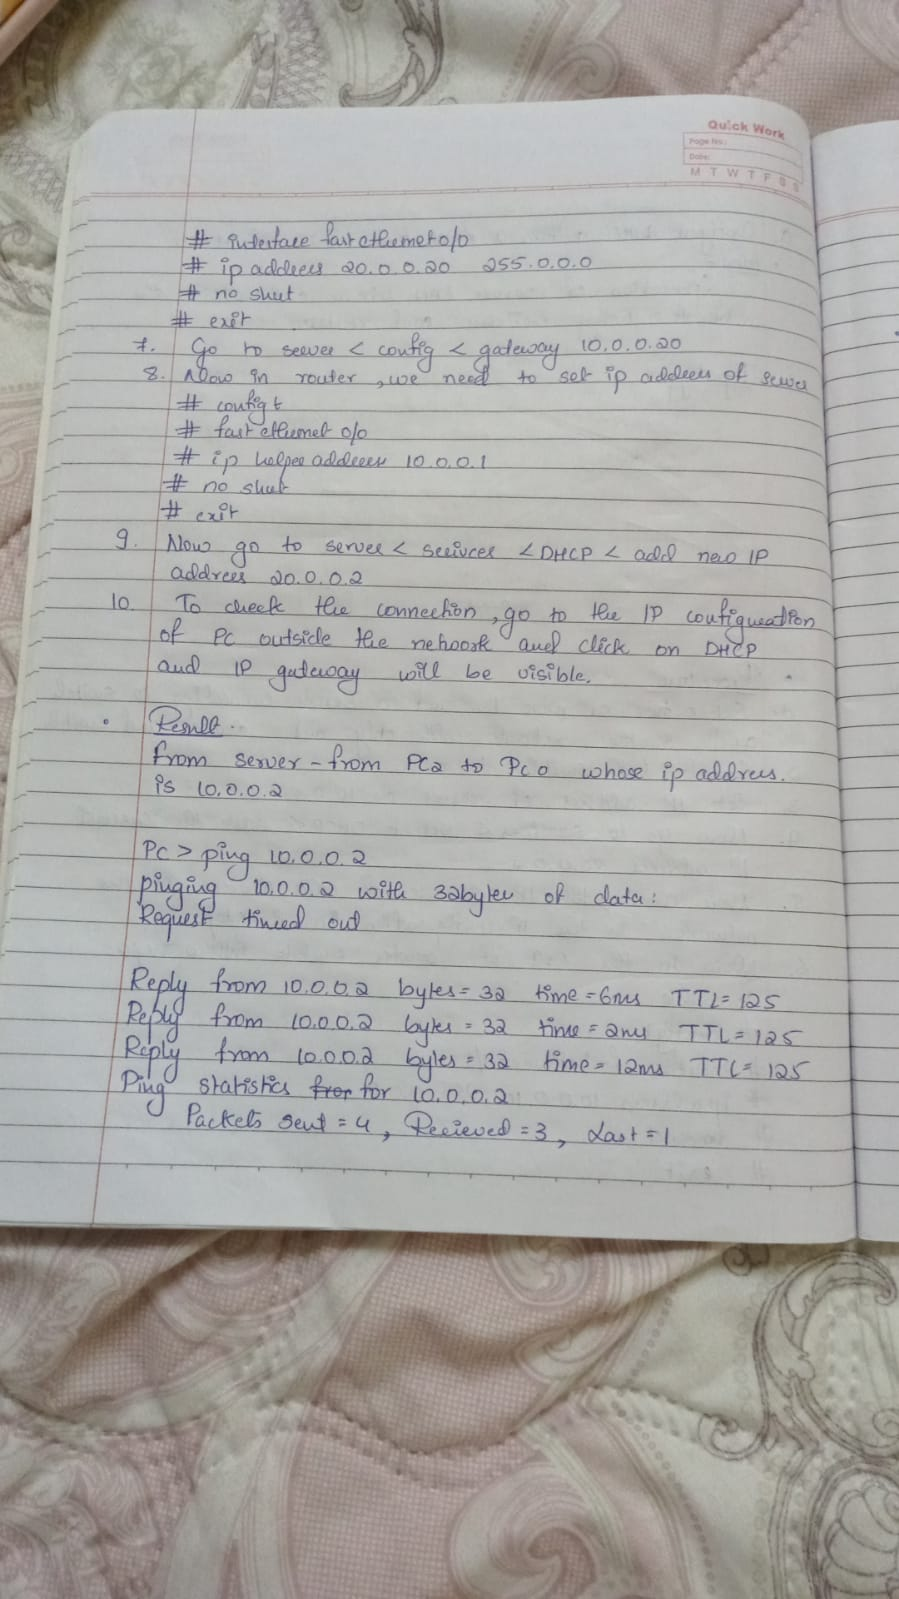 Quick Work
Page No.:
Date:
M T W T F S S
# interface fast ethernet 0/0
# ip address 20.0.0.20 255.0.0.0
# no shut
# exit
7. Go to server < config < gateway 10.0.0.20
8. Now in router, we need to set ip address of server
# config t
# fast ethernet 0/0
# ip helper address 10.0.0.1
# no shut
# exit
9. Now go to server < services < DHCP < add new IP
address 20.0.0.2
10. To check the connection, go to the IP configuration
of PC outside the network and click on DHCP
and IP gateway will be visible.
Result.
from server - from PC2 to PC0 whose ip address.
is 10.0.0.2
PC > ping 10.0.0.2
pinging 10.0.0.2 with 32bytes of data:
Request timed out
Reply from 10.0.0.2 bytes = 32 time = 6ms TTL = 125
Reply from 10.0.0.2 bytes = 32 time = 2ms TTL = 125
Reply from 10.0.0.2 bytes = 32 time = 12ms TTL = 125
Ping statistics for for 10.0.0.2
Packets sent = 4, Recieved = 3, Lost = 1